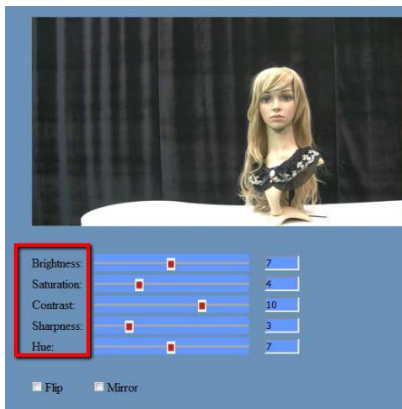 Brightness: 7
Saturation: 4
Contrast: 10
Sharpness: 3
Hue: 7
Flip Mirror